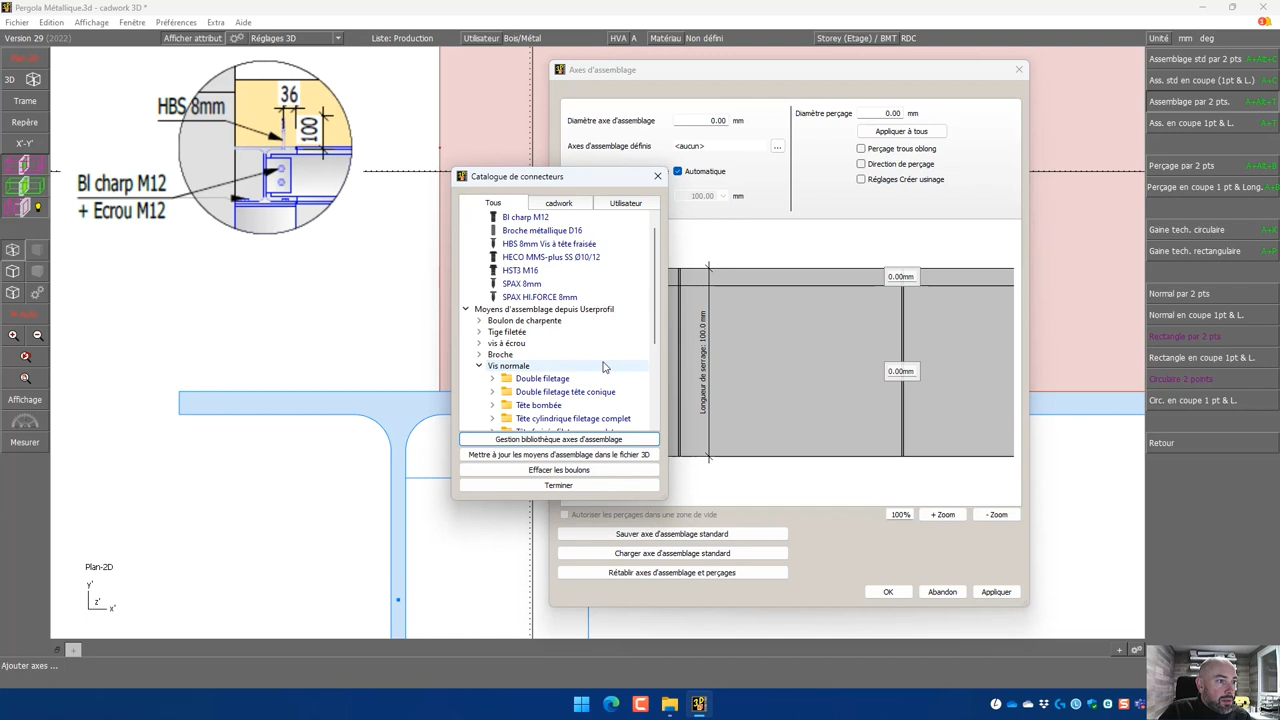 Pergola Métallique.3d - cadwork 3D *
Fichier Edition Affichage Fenêtre Préférences Extra Aide
Version 29 (2022) Afficher attribut Réglages 3D Liste: Production Utilisateur Bois/Métal HVA A Matériau Non défini Storey (Etage) / BMT RDC Unité mm deg
3D
Trame
Repère
X'-Y'
Affichage
Mesurer
HBS 8mm
36
100
Bl charp M12
+ Ecrou M12
Plan-2D
y'
z'
x'
Axes d'assemblage
Diamètre axe d'assemblage 0.00 mm
Axes d'assemblage définis <aucun> ...
Automatique
100.00 mm
Diamètre perçage 0.00 mm
Appliquer à tous
Perçage trous oblong
Direction de perçage
Réglages Créer usinage
Longueur de serrage: 100.0 mm
0.00mm
0.00mm
Autoriser les perçages dans une zone de vide
100% + Zoom - Zoom
Sauver axe d'assemblage standard
Charger axe d'assemblage standard
Rétablir axes d'assemblage et perçages
OK Abandon Appliquer
Catalogue de connecteurs
Tous cadwork Utilisateur
Bl charp M12
Broche métallique D16
HBS 8mm Vis à tête fraisée
HECO MMS-plus SS Ø10/12
HST3 M16
SPAX 8mm
SPAX HI.FORCE 8mm
Moyens d'assemblage depuis Userprofil
Boulon de charpente
Tige filetée
vis à écrou
Broche
Vis normale
Double filetage
Double filetage tête conique
Tête bombée
Tête cylindrique filetage complet
Gestion bibliothèque axes d'assemblage
Mettre à jour les moyens d'assemblage dans le fichier 3D
Effacer les boulons
Terminer
Assemblage std par 2 pts
Ass. std en coupe (1pt & L.)
Assemblage par 2 pts.
Ass. en coupe 1 pt L.
Perçage par 2 pts
Perçage en coupe 1 pt & Long.
Gaine tech. circulaire
Gaine tech. rectangulaire
Normal par 2 pts
Normal en coupe 1 pt & L.
Rectangle par 2 pts
Rectangle en coupe 1 pt & L.
Circulaire 2 points
Circ. en coupe 1 pt & L.
Retour
Ajouter axes ...